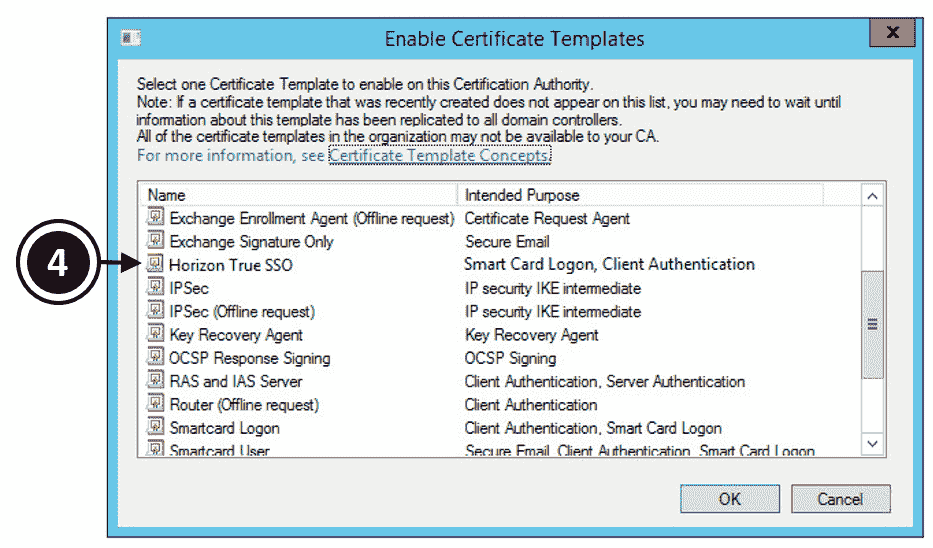 Enable Certificate Templates
x
Select one Certificate Template to enable on this Certification Authority.
Note: If a certificate template that was recently created does not appear on this list, you may need to wait until
information about this template has been replicated to all domain controllers.
All of the certificate templates in the organization may not be available to your CA.
For more information, see Certificate Template Concepts.
Name Intended Purpose
Exchange Enrollment Agent (Offline request) Certificate Request Agent
Exchange Signature Only Secure Email
4 Horizon True SSO Smart Card Logon, Client Authentication
IPSec IP security IKE intermediate
IPSec (Offline request) IP security IKE intermediate
Key Recovery Agent Key Recovery Agent
OCSP Response Signing OCSP Signing
RAS and IAS Server Client Authentication, Server Authentication
Router (Offline request) Client Authentication
Smartcard Logon Client Authentication, Smart Card Logon
Smartcard User Secure Email, Client Authentication, Smart Card Logon
OK Cancel